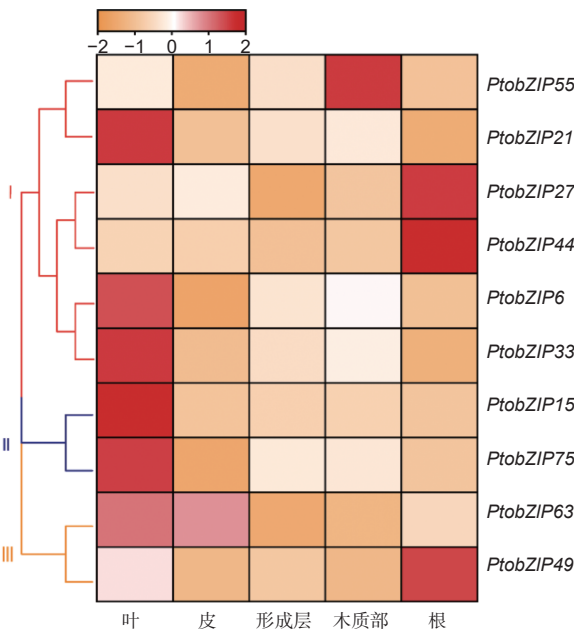 −2 −1 0 1 2
PtobZIP55
PtobZIP21
I
PtobZIP27
PtobZIP44
PtobZIP6
PtobZIP33
PtobZIP15
II
PtobZIP75
PtobZIP63
III
PtobZIP49
叶 皮 形成层 木质部 根